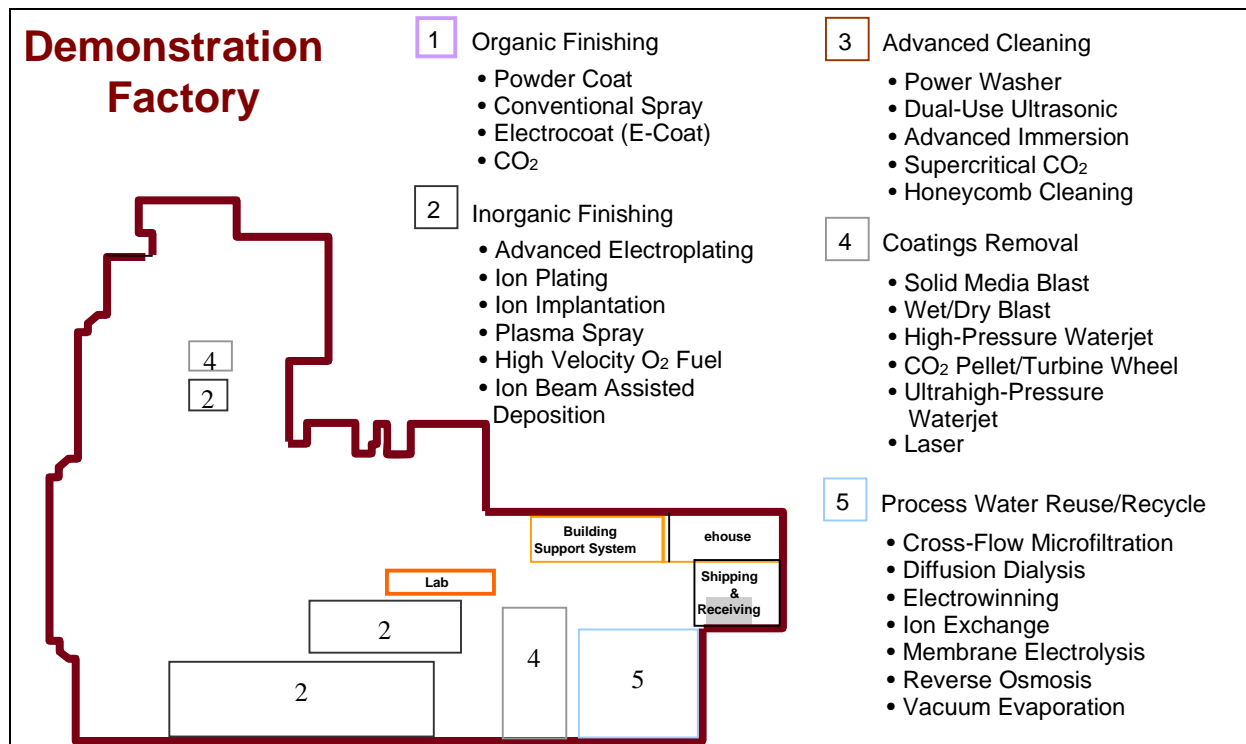 Demonstration
Factory
1 Organic Finishing
• Powder Coat
• Conventional Spray
• Electrocoat (E-Coat)
• CO₂
2 Inorganic Finishing
• Advanced Electroplating
• Ion Plating
• Ion Implantation
• Plasma Spray
• High Velocity O₂ Fuel
• Ion Beam Assisted
Deposition
3 Advanced Cleaning
• Power Washer
• Dual-Use Ultrasonic
• Advanced Immersion
• Supercritical CO₂
• Honeycomb Cleaning
4 Coatings Removal
• Solid Media Blast
• Wet/Dry Blast
• High-Pressure Waterjet
• CO₂ Pellet/Turbine Wheel
• Ultrahigh-Pressure
Waterjet
• Laser
5 Process Water Reuse/Recycle
• Cross-Flow Microfiltration
• Diffusion Dialysis
• Electrowinning
• Ion Exchange
• Membrane Electrolysis
• Reverse Osmosis
• Vacuum Evaporation
4
2
Building
Support System
ehouse
Shipping
&
Receiving
Lab
2
2
4
5